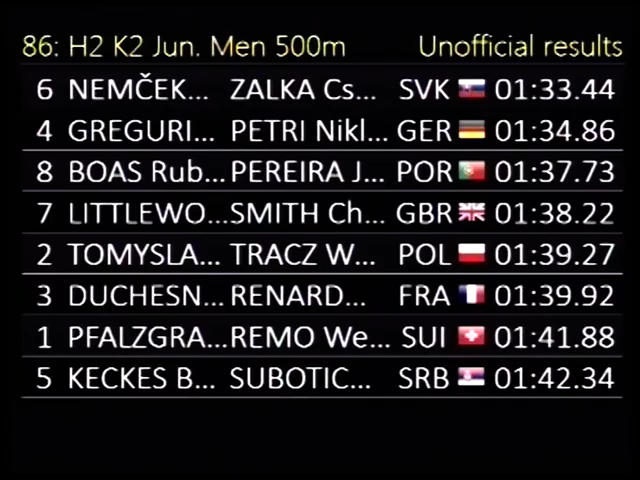 86: H2 K2 Jun. Men 500m Unofficial results
6 NEMČEK... ZALKA Cs... SVK 01:33.44
4 GREGURI... PETRI Nikl... GER 01:34.86
8 BOAS Rub... PEREIRA J... POR 01:37.73
7 LITTLEWO... SMITH Ch... GBR 01:38.22
2 TOMYSLA... TRACZ W... POL 01:39.27
3 DUCHESN... RENARD... FRA 01:39.92
1 PFALZGRA... REMO We... SUI 01:41.88
5 KECKES B... SUBOTIC... SRB 01:42.34